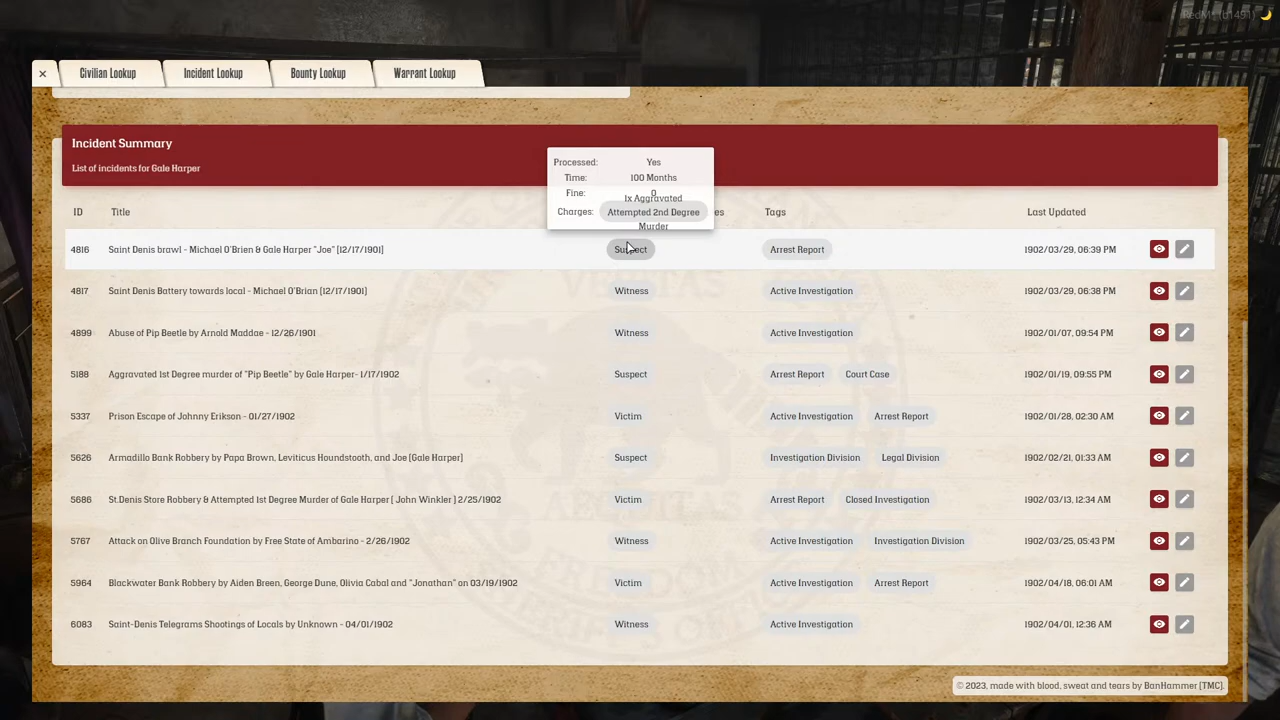 RedM™ (b1491) 🌙
✕ Civilian Lookup Incident Lookup Bounty Lookup Warrant Lookup
Incident Summary
List of incidents for Gale Harper
Processed: Yes
Time: 100 Months
Fine: 0
Charges: 1x Aggravated Attempted 2nd Degree Murder
ID Title es Tags Last Updated
4816 Saint Denis brawl - Michael O'Brien & Gale Harper "Joe" [12/17/1901] Suspect Arrest Report 1902/03/29, 06:39 PM
4817 Saint Denis Battery towards local - Michael O'Brian [12/17/1901] Witness Active Investigation 1902/03/29, 06:38 PM
4899 Abuse of Pip Beetle by Arnold Maddae - 12/26/1901 Witness Active Investigation 1902/01/07, 09:54 PM
5188 Aggravated 1st Degree murder of "Pip Beetle" by Gale Harper- 1/17/1902 Suspect Arrest Report Court Case 1902/01/19, 09:55 PM
5337 Prison Escape of Johnny Erikson - 01/27/1902 Victim Active Investigation Arrest Report 1902/01/28, 02:30 AM
5626 Armadillo Bank Robbery by Papa Brown, Leviticus Houndstooth, and Joe [Gale Harper] Suspect Investigation Division Legal Division 1902/02/21, 01:33 AM
5686 St.Denis Store Robbery & Attempted 1st Degree Murder of Gale Harper [ John Winkler ] 2/25/1902 Victim Arrest Report Closed Investigation 1902/03/13, 12:34 AM
5767 Attack on Olive Branch Foundation by Free State of Ambarino - 2/26/1902 Witness Active Investigation Investigation Division 1902/03/25, 05:43 PM
5964 Blackwater Bank Robbery by Aiden Breen, George Dune, Olivia Cabal and "Jonathan" on 03/19/1902 Victim Active Investigation Arrest Report 1902/04/18, 06:01 AM
6083 Saint-Denis Telegrams Shootings of Locals by Unknown - 04/01/1902 Witness Active Investigation 1902/04/01, 12:36 AM
© 2023, made with blood, sweat and tears by BanHammer [TMC].